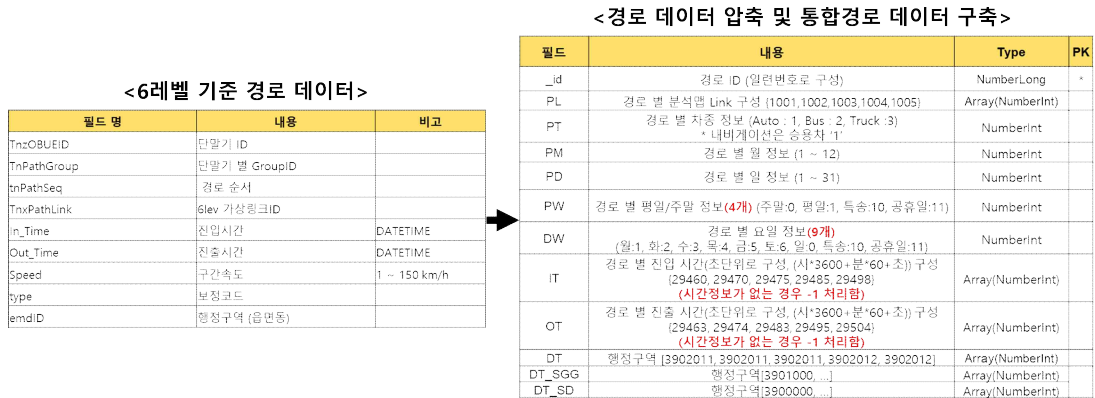 <6레벨 기준 경로 데이터>
필드 명 내용 비고
TnzOBUEID 단말기 ID
TnPathGroup 단말기 별 GroupID
tnPathSeq 경로 순서
TnxPathLink 6lev 가상링크ID
In_Time 진입시간 DATETIME
Out_Time 진출시간 DATETIME
Speed 구간속도 1 ~ 150 km/h
type 보정코드
emdID 행정구역 (읍면동)
<경로 데이터 압축 및 통합경로 데이터 구축>
필드 내용 Type PK
_id 경로 ID (일련번호로 구성) NumberLong *
PL 경로 별 분석맵 Link 구성 {1001,1002,1003,1004,1005} Array(NumberInt)
PT 경로 별 차종 정보 (Auto : 1, Bus : 2, Truck :3) NumberInt
* 내비게이션은 승용차 '1'
PM 경로 별 월 정보 (1 ~ 12) NumberInt
PD 경로 별 일 정보 (1 ~ 31) NumberInt
PW 경로 별 평일/주말 정보(4개) (주말:0, 평일:1, 특송:10, 공휴일:11) NumberInt
DW 경로 별 요일 정보(9개) NumberInt
(월:1, 화:2, 수:3, 목:4, 금:5, 토:6, 일:0, 특송:10, 공휴일:11)
IT 경로 별 진입 시간(초단위로 구성, (시*3600+분*60+초)) 구성 Array(NumberInt)
{29460, 29470, 29475, 29485, 29498}
(시간정보가 없는 경우 -1 처리함)
OT 경로 별 진출 시간(초단위로 구성, (시*3600+분*60+초)) 구성 Array(NumberInt)
{29463, 29474, 29483, 29495, 29504}
(시간정보가 없는 경우 -1 처리함)
DT 행정구역 [3902011, 3902011, 3902011, 3902012, 3902012] Array(NumberInt)
DT_SGG 행정구역[3901000, ...] Array(NumberInt)
DT_SD 행정구역[3900000, ...] Array(NumberInt)